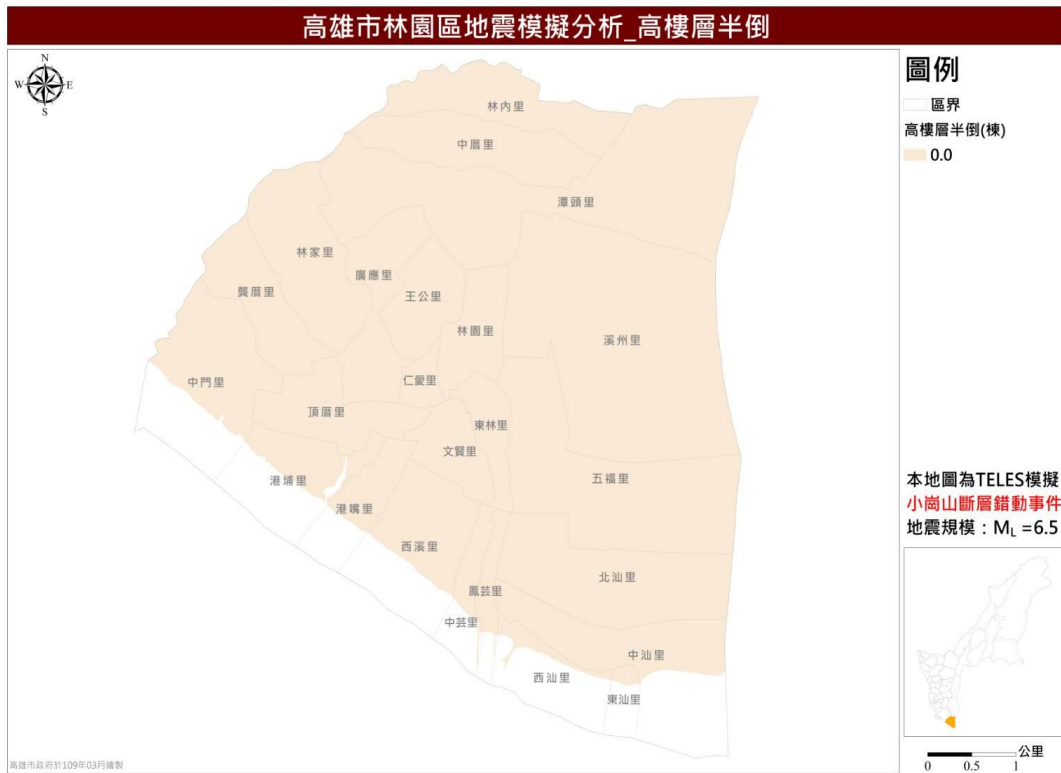 高雄市林園區地震模擬分析_高樓層半倒
N
W
E
S
圖例
區界
高樓層半倒(棟)
0.0
林內里
中厝里
潭頭里
林家里
廣應里
龔厝里
王公里
林園里
溪州里
中門里
仁愛里
頂厝里
東林里
文賢里
港埔里
五福里
港嘴里
西溪里
北汕里
鳳芸里
中芸里
中汕里
西汕里
東汕里
本地圖為TELES模擬
小崗山斷層錯動事件
地震規模：ML =6.5
公里
0 0.5 1
高雄市政府於109年03月繪製